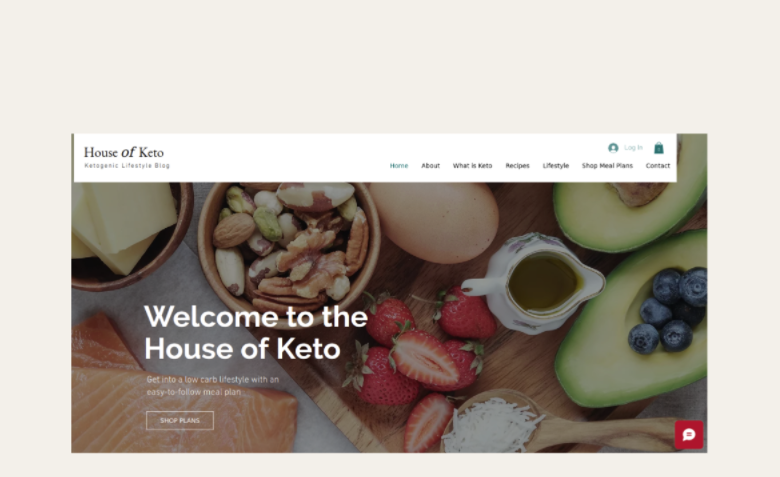 House of Keto
Ketogenic Lifestyle Blog
Log In
Home About What is Keto Recipes Lifestyle Shop Meal Plans Contact
Welcome to the
House of Keto
Get into a low carb lifestyle with an
easy-to-follow meal plan
SHOP PLANS